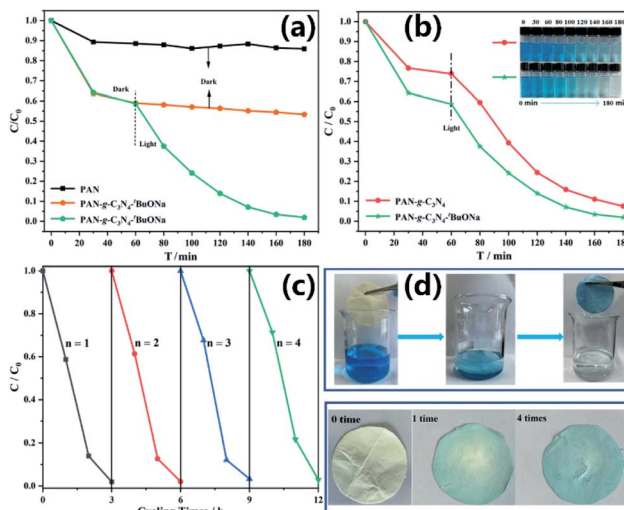 (a)
1.0
0.9
0.8
0.7
0.6
0.5
0.4
0.3
0.2
0.1
0.0
C/C₀
Dark
Dark
Light
PAN
PAN-g-C₃N₄-ᵗBuONa
PAN-g-C₃N₄-ᵗBuONa
0 20 40 60 80 100 120 140 160 180
T / min
(b)
0 30 60 80 100 120 140 160 180
0 min
180 min
1.0
0.9
0.8
0.7
0.6
0.5
0.4
0.3
0.2
0.1
0.0
C / C₀
Light
PAN-g-C₃N₄
PAN-g-C₃N₄-ᵗBuONa
0 20 40 60 80 100 120 140 160 180
T / min
(c)
1.0
0.8
0.6
0.4
0.2
0.0
C / C₀
n = 1
n = 2
n = 3
n = 4
0 3 6 9 12
Cycling Times / h
(d)
0 time
1 time
4 times